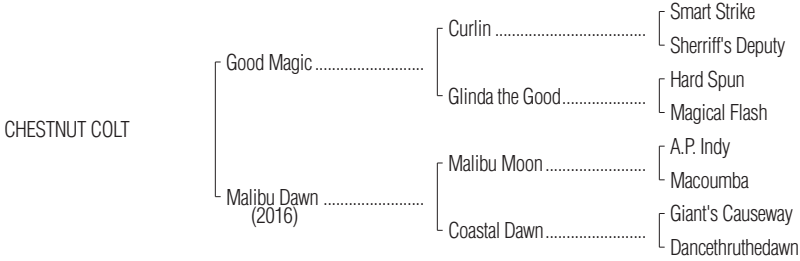 Smart Strike
Curlin ....................................
Sherriff's Deputy
Good Magic .........................
Hard Spun
Glinda the Good....................
Magical Flash
CHESTNUT COLT
A.P. Indy
Malibu Moon ........................
Macoumba
Malibu Dawn ........................
(2016)
Giant's Causeway
Coastal Dawn........................
Dancethruthedawn